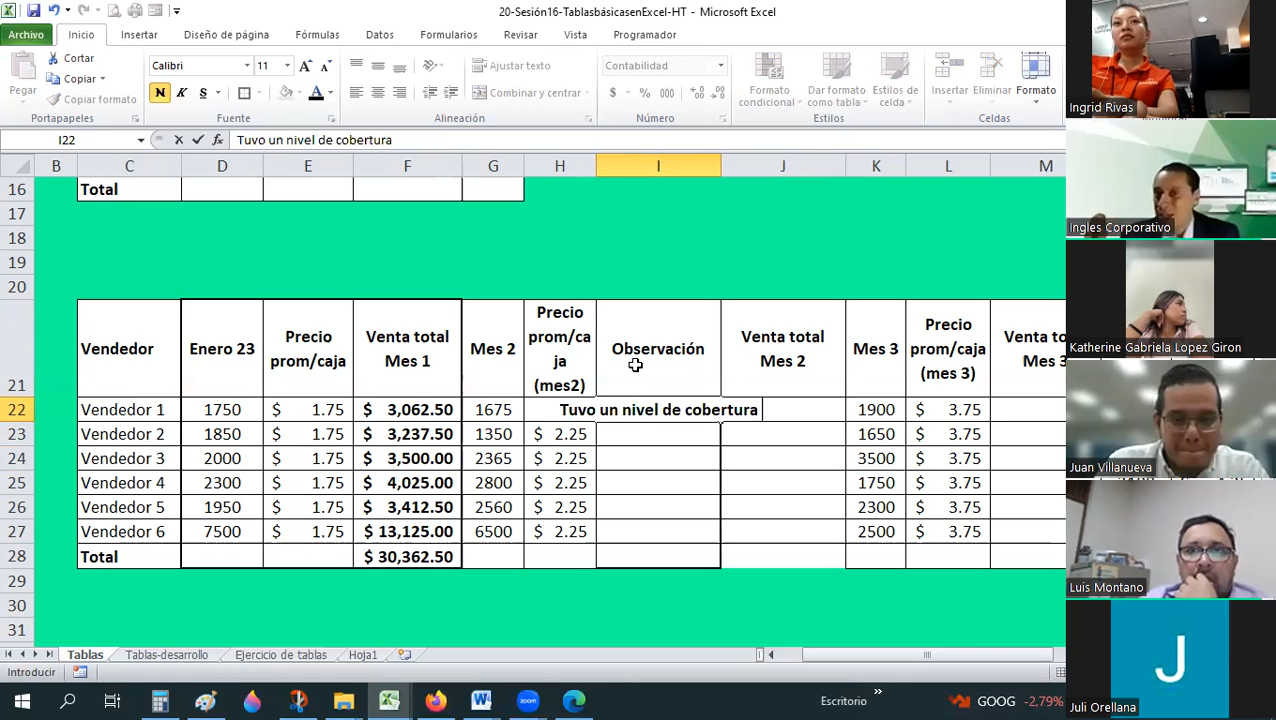 20-Sesión16-TablasbásicasenExcel-HT - Microsoft Excel
Archivo Inicio Insertar Diseño de página Fórmulas Datos Formularios Revisar Vista Programador
Cortar
Copiar
Copiar formato
Pegar
Portapapeles
Calibri 11
N K S
Fuente
Ajustar texto
Combinar y centrar
Alineación
Contabilidad
$ % 000
Número
Formato condicional
Dar formato como tabla
Estilos de celda
Estilos
Insertar Eliminar Formato
Celdas
I22 fx Tuvo un nivel de cobertura
B C D E F G H I J K L M
16 Total
17
18
19
20
21 Vendedor Enero 23 Precio prom/caja Venta total Mes 1 Mes 2 Precio prom/caja (mes2) Observación Venta total Mes 2 Mes 3 Precio prom/caja (mes 3) Venta tot Mes 3
22 Vendedor 1 1750 $ 1.75 $ 3,062.50 1675 Tuvo un nivel de cobertura 1900 $ 3.75
23 Vendedor 2 1850 $ 1.75 $ 3,237.50 1350 $ 2.25 1650 $ 3.75
24 Vendedor 3 2000 $ 1.75 $ 3,500.00 2365 $ 2.25 3500 $ 3.75
25 Vendedor 4 2300 $ 1.75 $ 4,025.00 2800 $ 2.25 1750 $ 3.75
26 Vendedor 5 1950 $ 1.75 $ 3,412.50 2560 $ 2.25 2300 $ 3.75
27 Vendedor 6 7500 $ 1.75 $ 13,125.00 6500 $ 2.25 2500 $ 3.75
28 Total $ 30,362.50
29
30
31
Tablas Tablas-desarrollo Ejercicio de tablas Hoja1
Introducir
Escritorio » GOOG -2,79%
Ingrid Rivas
Ingles Corporativo
Katherine Gabriela Lopez Giron
Juan Villanueva
Luis Montano
J
Juli Orellana